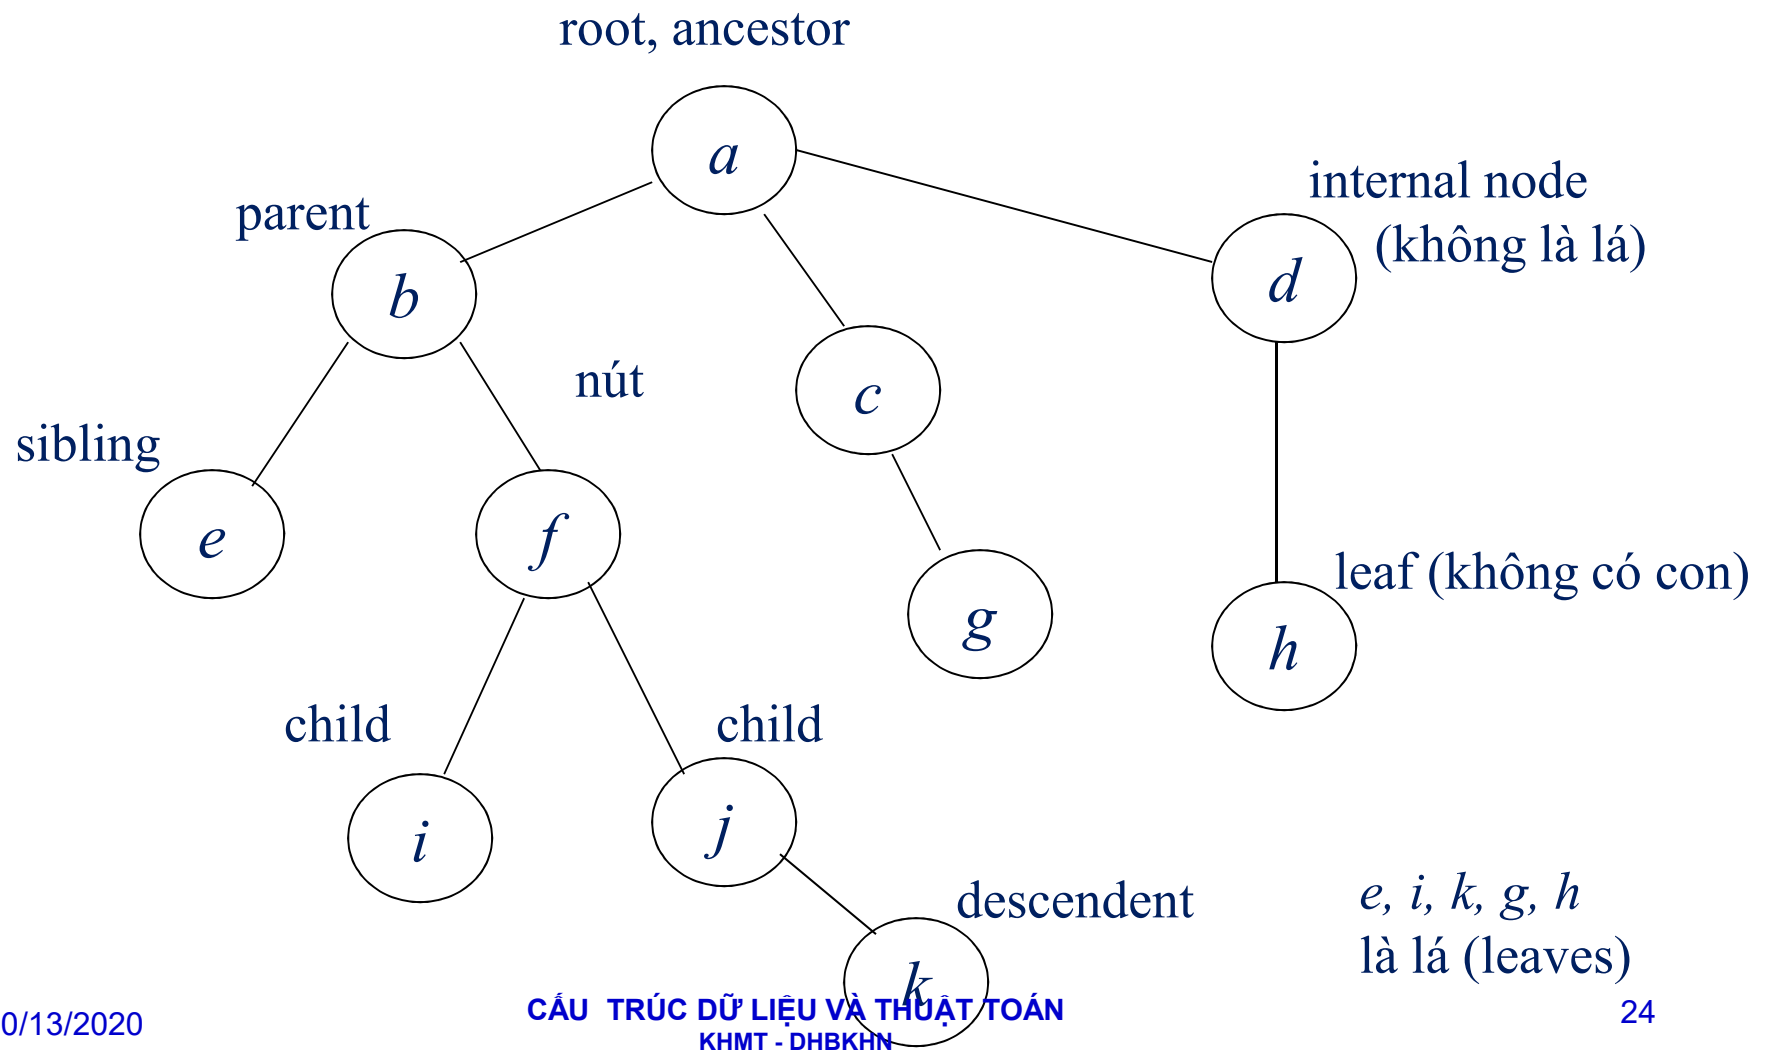 root, ancestor
a
internal node
parent
(không là lá)
d
b
nút
c
sibling
e
f
leaf (không có con)
g
h
child
child
i
j
descendent
e, i, k, g, h
là lá (leaves)
k
0/13/2020
CẤU TRÚC DỮ LIỆU VÀ THUẬT TOÁN
24
KHMT - DHBKHN